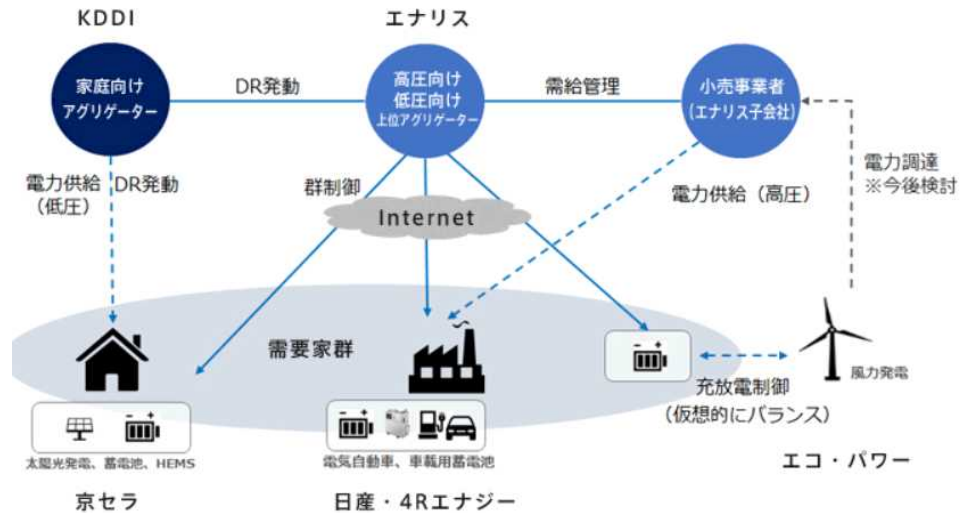 KDDI
エナリス
家庭向け
アグリゲーター
DR発動
高圧向け
低圧向け
上位アグリゲーター
需給管理
小売事業者
(エナリス子会社)
電力供給
(低圧)
DR発動
群制御
Internet
電力供給(高圧)
電力調達
※今後検討
需要家群
風力発電
充放電制御
(仮想的にバランス)
太陽光発電、蓄電池、HEMS
電気自動車、車載用蓄電池
エコ・パワー
京セラ
日産・4Rエナジー